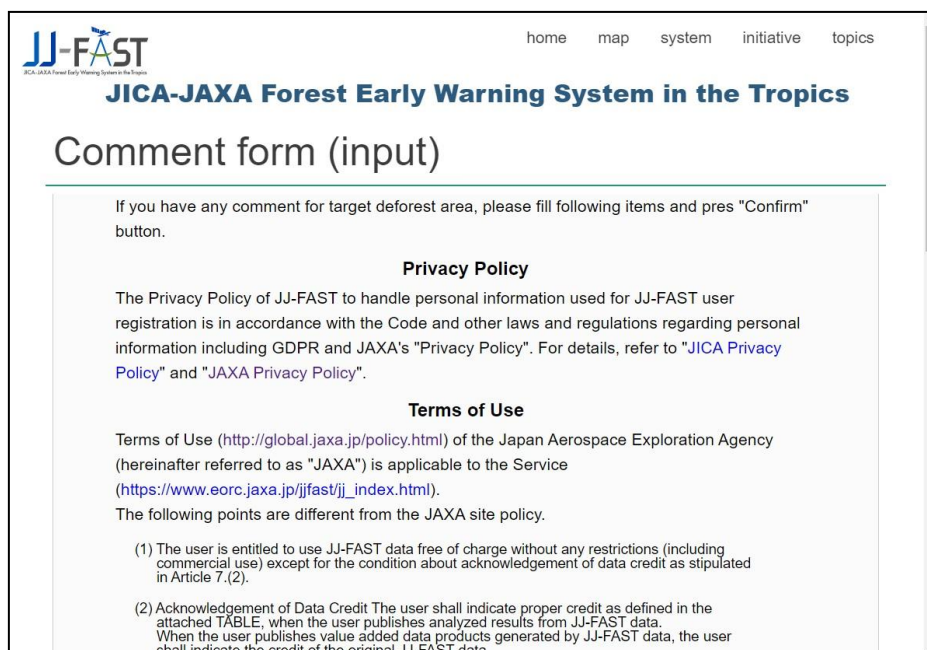 JJ-FAST
JICA-JAXA Forest Early Warning System in the Tropics
home map system initiative topics
JICA-JAXA Forest Early Warning System in the Tropics
Comment form (input)
If you have any comment for target deforest area, please fill following items and pres "Confirm"
button.
Privacy Policy
The Privacy Policy of JJ-FAST to handle personal information used for JJ-FAST user
registration is in accordance with the Code and other laws and regulations regarding personal
information including GDPR and JAXA's "Privacy Policy". For details, refer to "JICA Privacy
Policy" and "JAXA Privacy Policy".
Terms of Use
Terms of Use (http://global.jaxa.jp/policy.html) of the Japan Aerospace Exploration Agency
(hereinafter referred to as "JAXA") is applicable to the Service
(https://www.eorc.jaxa.jp/jjfast/jj_index.html).
The following points are different from the JAXA site policy.
(1) The user is entitled to use JJ-FAST data free of charge without any restrictions (including
commercial use) except for the condition about acknowledgement of data credit as stipulated
in Article 7.(2).
(2) Acknowledgement of Data Credit The user shall indicate proper credit as defined in the
attached TABLE, when the user publishes analyzed results from JJ-FAST data.
When the user publishes value added data products generated by JJ-FAST data, the user
shall indicate the credit of the original JJ-FAST data